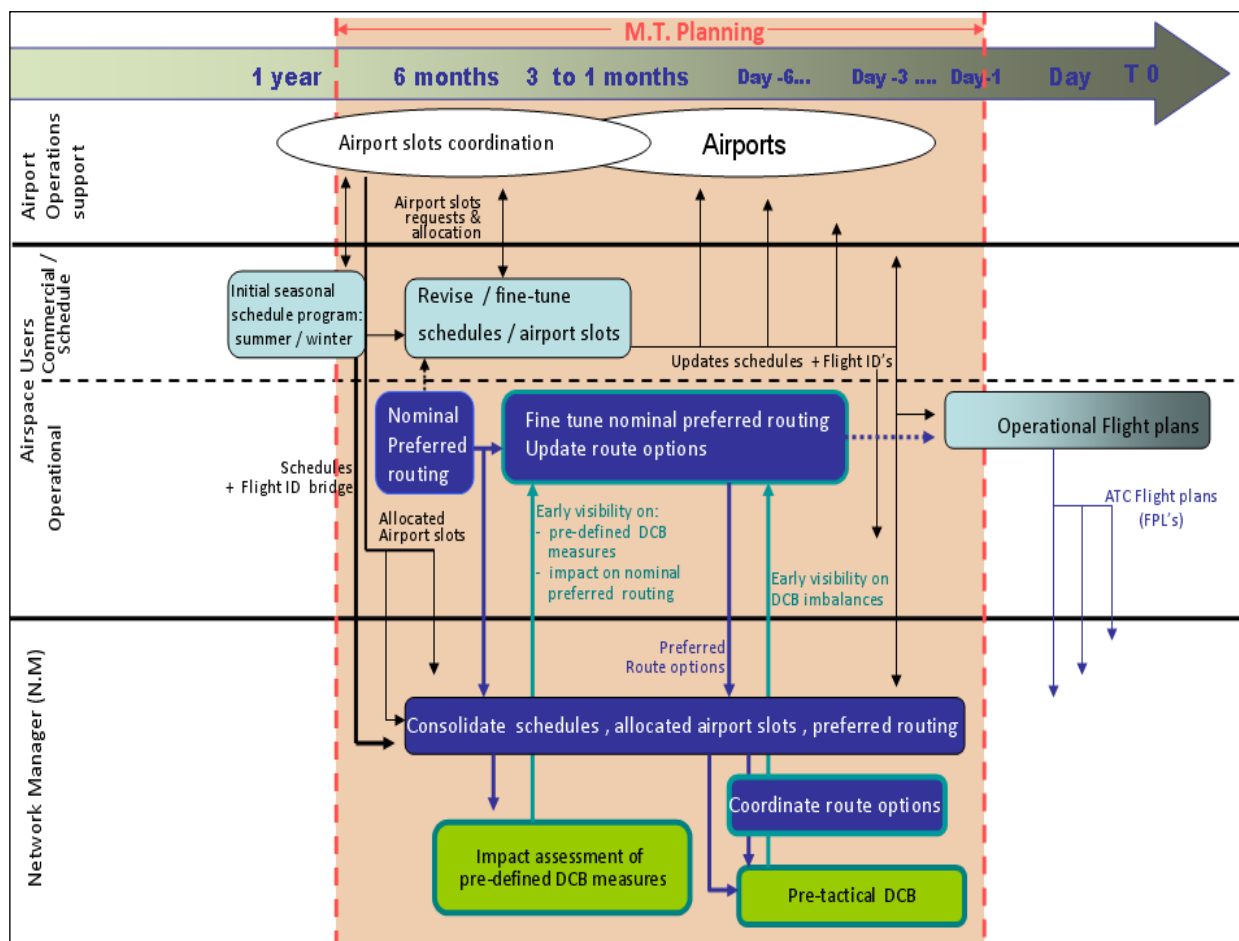 M.T. Planning
1 year
6 months
3 to 1 months
Day -6...
Day -3 ....
Day-1
Day
T 0
Airport
Operations
support
Airport slots coordination
Airports
Airport slots
requests &
allocation
Airspace Users
Commercial /
Schedule
Initial seasonal
schedule program:
summer / winter
Revise / fine-tune
schedules / airport slots
Updates schedules + Flight ID's
Operational
Nominal
Preferred
routing
Fine tune nominal preferred routing
Update route options
Operational Flight plans
Schedules
+ Flight ID bridge
Allocated
Airport slots
Early visibility on:
- pre-defined DCB
measures
- impact on nominal
preferred routing
Early visibility on
DCB imbalances
ATC Flight plans
(FPL's)
Network Manager (N.M)
Preferred
Route options
Consolidate schedules , allocated airport slots , preferred routing
Coordinate route options
Impact assessment of
pre-defined DCB measures
Pre-tactical DCB